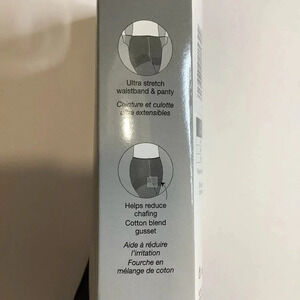 Ultra stretch
waistband & panty
Ceinture et culotte
ultra extensibles
Helps reduce
chafing
Cotton blend
gusset
Aide à réduire
l'irritation
Fourche en
mélange de coton